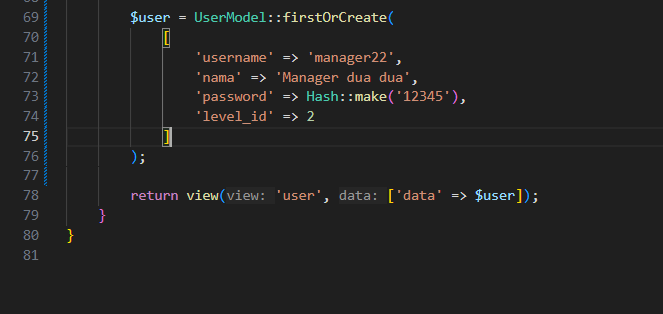 69 $user = UserModel::firstOrCreate(
70 [
71 'username' => 'manager22',
72 'nama' => 'Manager dua dua',
73 'password' => Hash::make('12345'),
74 'level_id' => 2
75 ]
76 );
77
78 return view(view: 'user', data: ['data' => $user]);
79 }
80 }
81